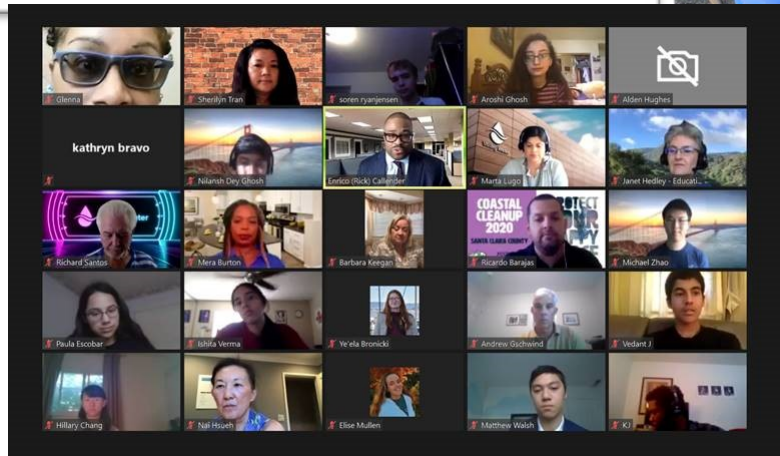 Glenna
Sherilyn Tran
soren ryanjensen
Aroshi Ghosh
Alden Hughes
kathryn bravo
Nilansh Dey Ghosh
Enrico (Rick) Callender
Marta Lugo
Janet Hedley - Educati...
Richard Santos
ter
Mera Burton
Barbara Keegan
COASTAL
CLEANUP
2020
SANTA CLARA COUNTY
Ricardo Barajas
Michael Zhao
Paula Escobar
Ishita Verma
Ye'ela Bronicki
Andrew Gschwind
Vedant J
Hillary Chang
Nai Hsueh
Elise Mullen
Matthew Walsh
KJ